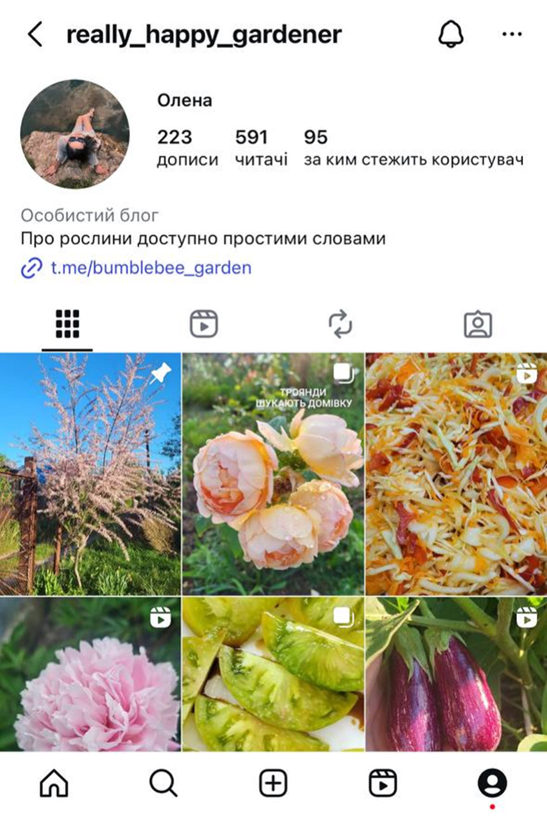 really_happy_gardener
Олена
223 591 95
дописи читачі за ким стежить користувач
Особистий блог
Про рослини доступно простими словами
t.me/bumblebee_garden
ТРОЯНДИ
ШУКАЮТЬ ДОМІВКУ